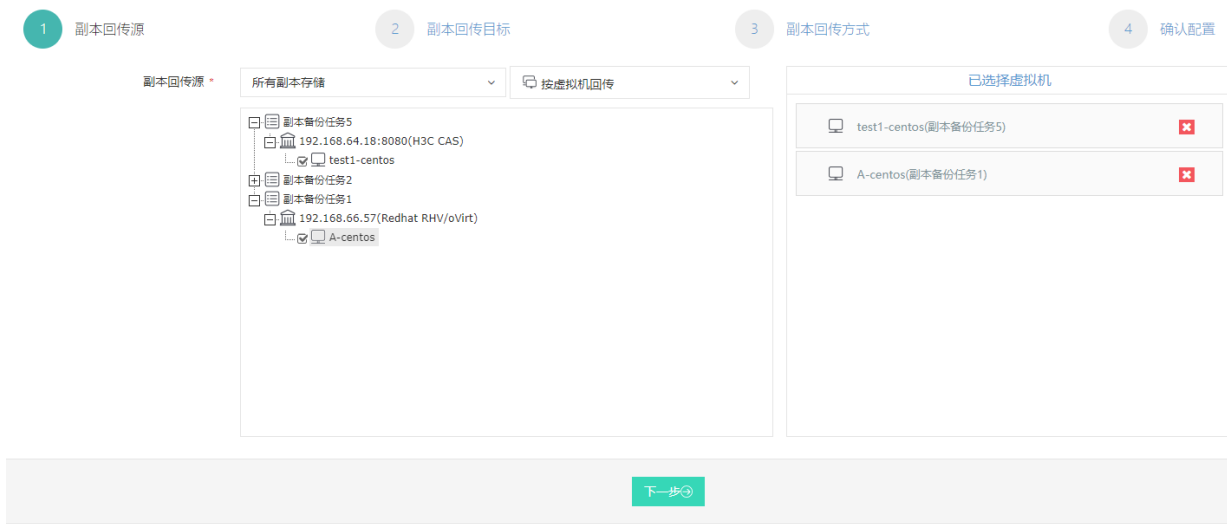 1 副本回传源 2 副本回传目标 3 副本回传方式 4 确认配置
副本回传源 * 所有副本存储 按虚拟机回传 已选择虚拟机
副本备份任务5
192.168.64.18:8080(H3C CAS)
test1-centos
副本备份任务2
副本备份任务1
192.168.66.57(Redhat RHV/oVirt)
A-centos
test1-centos(副本备份任务5)
A-centos(副本备份任务1)
下一步